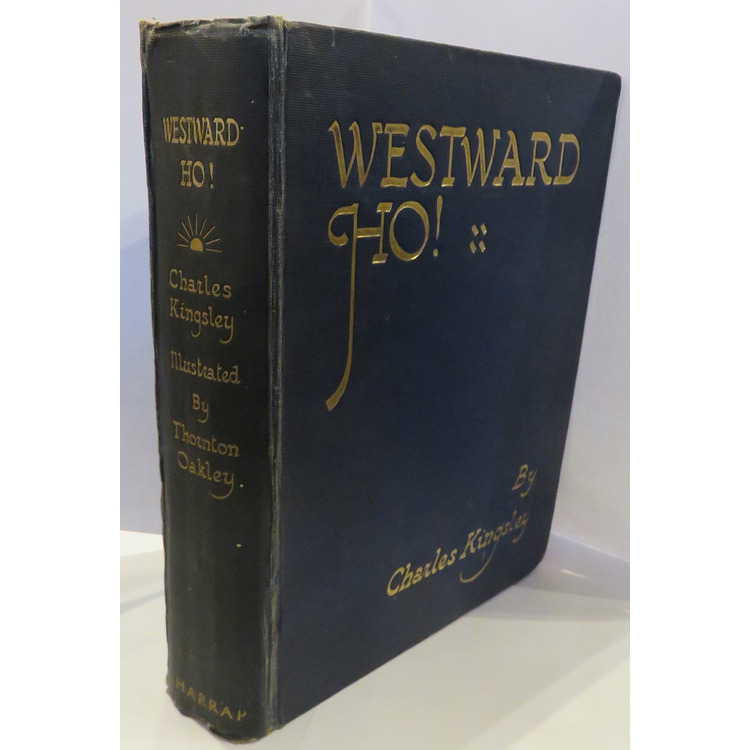 WESTWARD
HO!
Charles
Kingsley
Illustrated
By
Thornton
Oakley
HARRAP
WESTWARD
HO!
By
Charles Kingsley